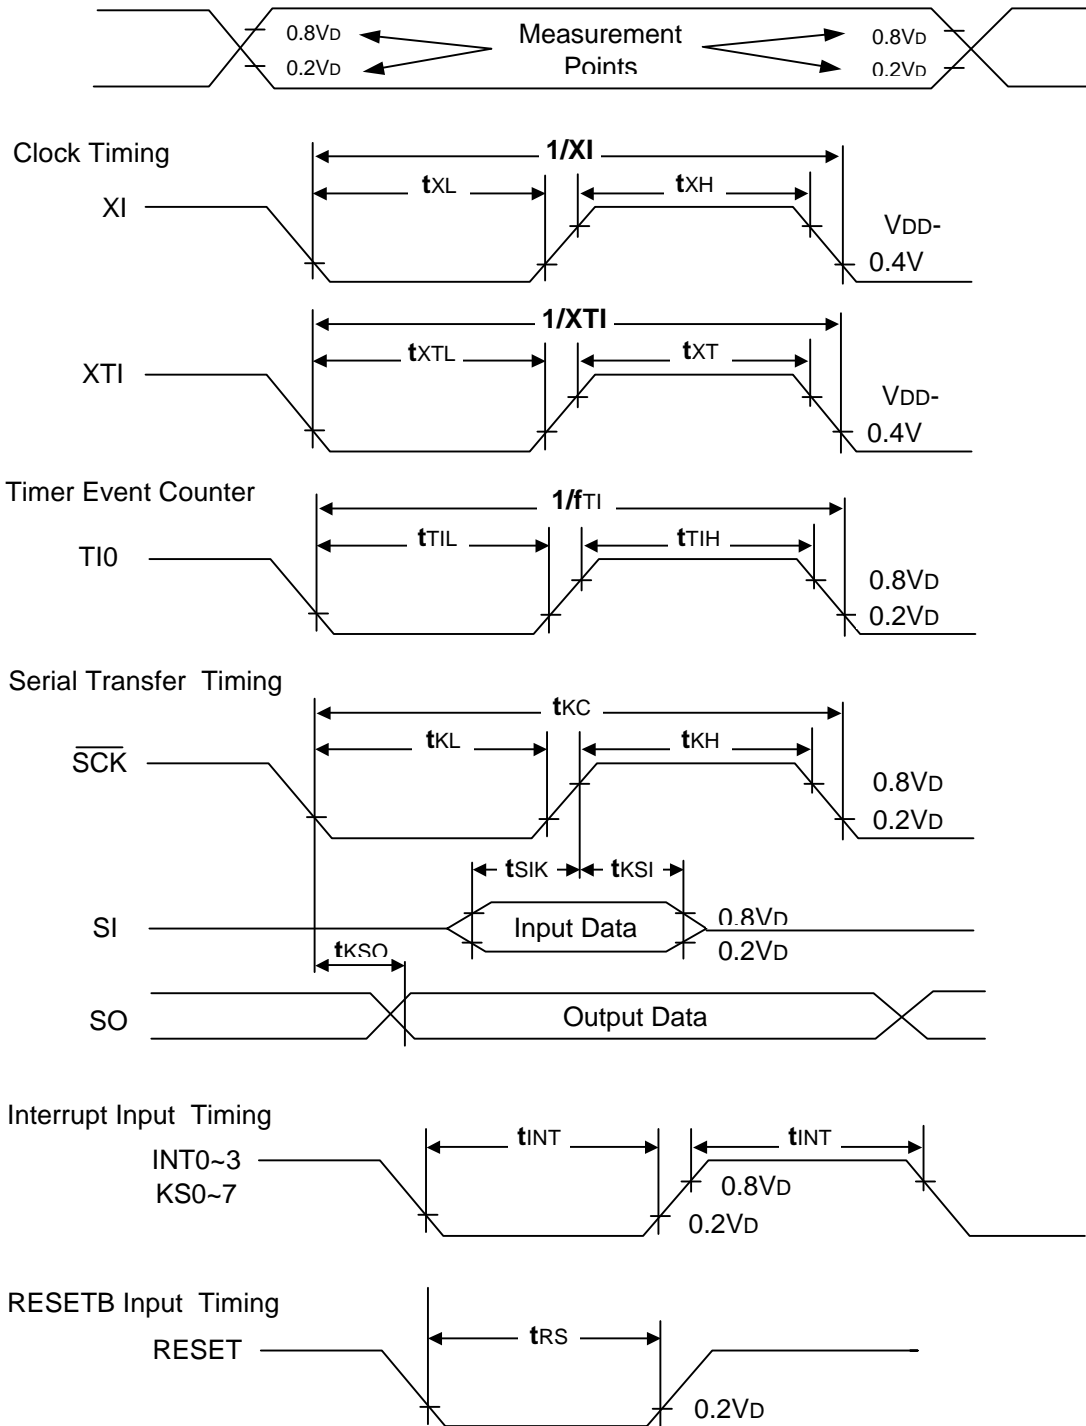 0.8VD Measurement 0.8VD
0.2VD Points 0.2VD
Clock Timing
1/XI
tXL tXH
XI
VDD-
0.4V
1/XTI
tXTL tXT
XTI
VDD-
0.4V
Timer Event Counter
1/fTI
tTIL tTIH
TI0
0.8VD
0.2VD
Serial Transfer Timing
tKC
tKL tKH
SCK
0.8VD
0.2VD
tSIK tKSI
SI Input Data 0.8VD
0.2VD
tKSO
SO Output Data
Interrupt Input Timing
tINT tINT
INT0~3
KS0~7 0.8VD
0.2VD
RESETB Input Timing
RESET tRS
0.2VD